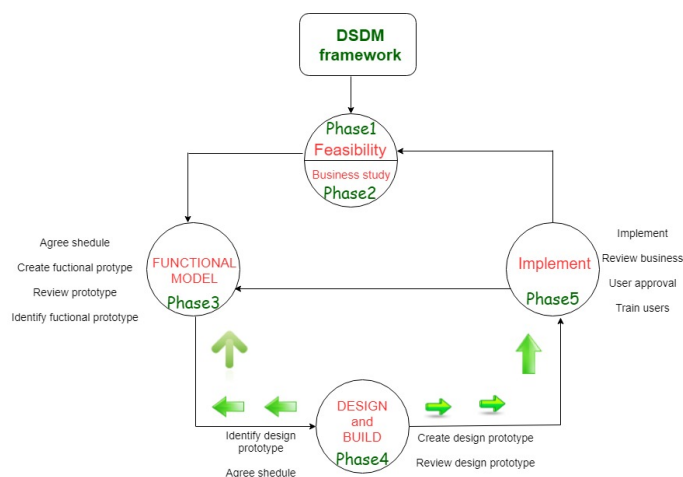 DSDM
framework
Phase1
Feasibility
Business study
Phase2
Agree shedule
Create fuctional protype
Review prototype
Identify fuctional prototype
FUNCTIONAL
MODEL
Phase3
Implement
Phase5
Implement
Review business
User approval
Train users
Identify design
prototype
Agree shedule
DESIGN
and
BUILD
Phase4
Create design prototype
Review design prototype